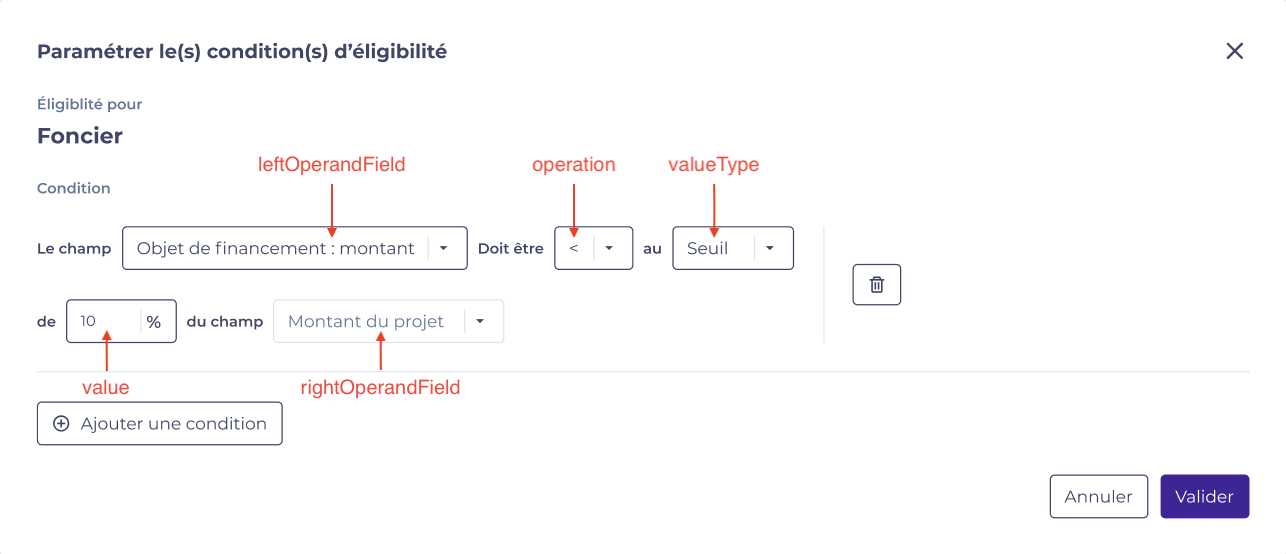 Paramétrer le(s) condition(s) d’éligibilité
Éligiblité pour
Foncier
leftOperandField operation valueType
Condition
Le champ Objet de financement : montant Doit être < au Seuil
de 10 % du champ Montant du projet
value rightOperandField
Ajouter une condition
Annuler Valider